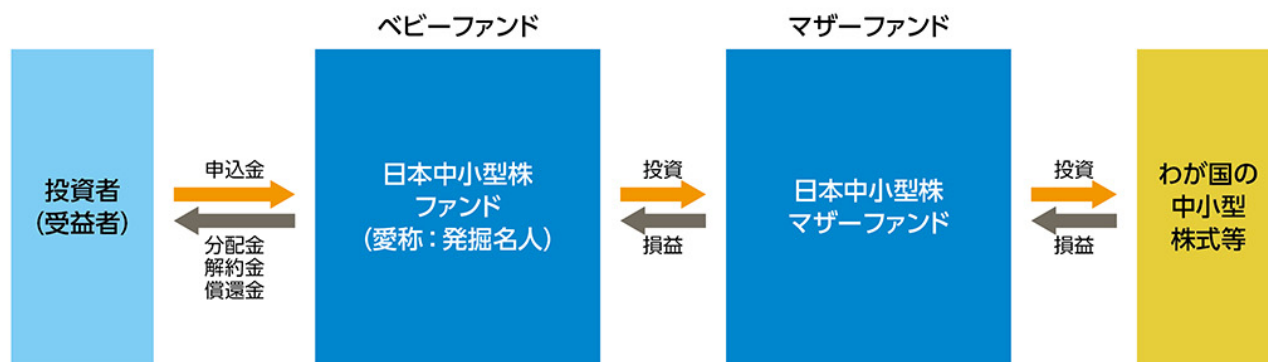 ベビーファンド
マザーファンド
投資者
(受益者)
申込金
分配金
解約金
償還金
日本中小型株
ファンド
(愛称:発掘名人)
投資
損益
日本中小型株
マザーファンド
投資
損益
わが国の
中小型
株式等